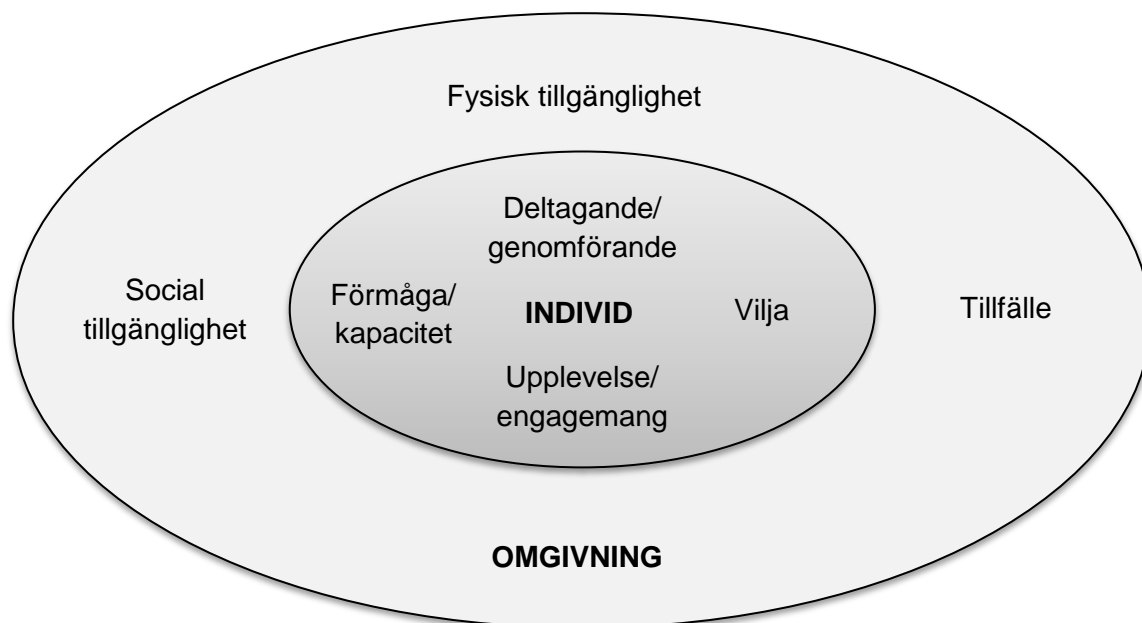 Fysisk tillgänglighet
Deltagande/
genomförande
Social
tillgänglighet
Förmåga/
kapacitet
INDIVID
Vilja
Tillfälle
Upplevelse/
engagemang
OMGIVNING